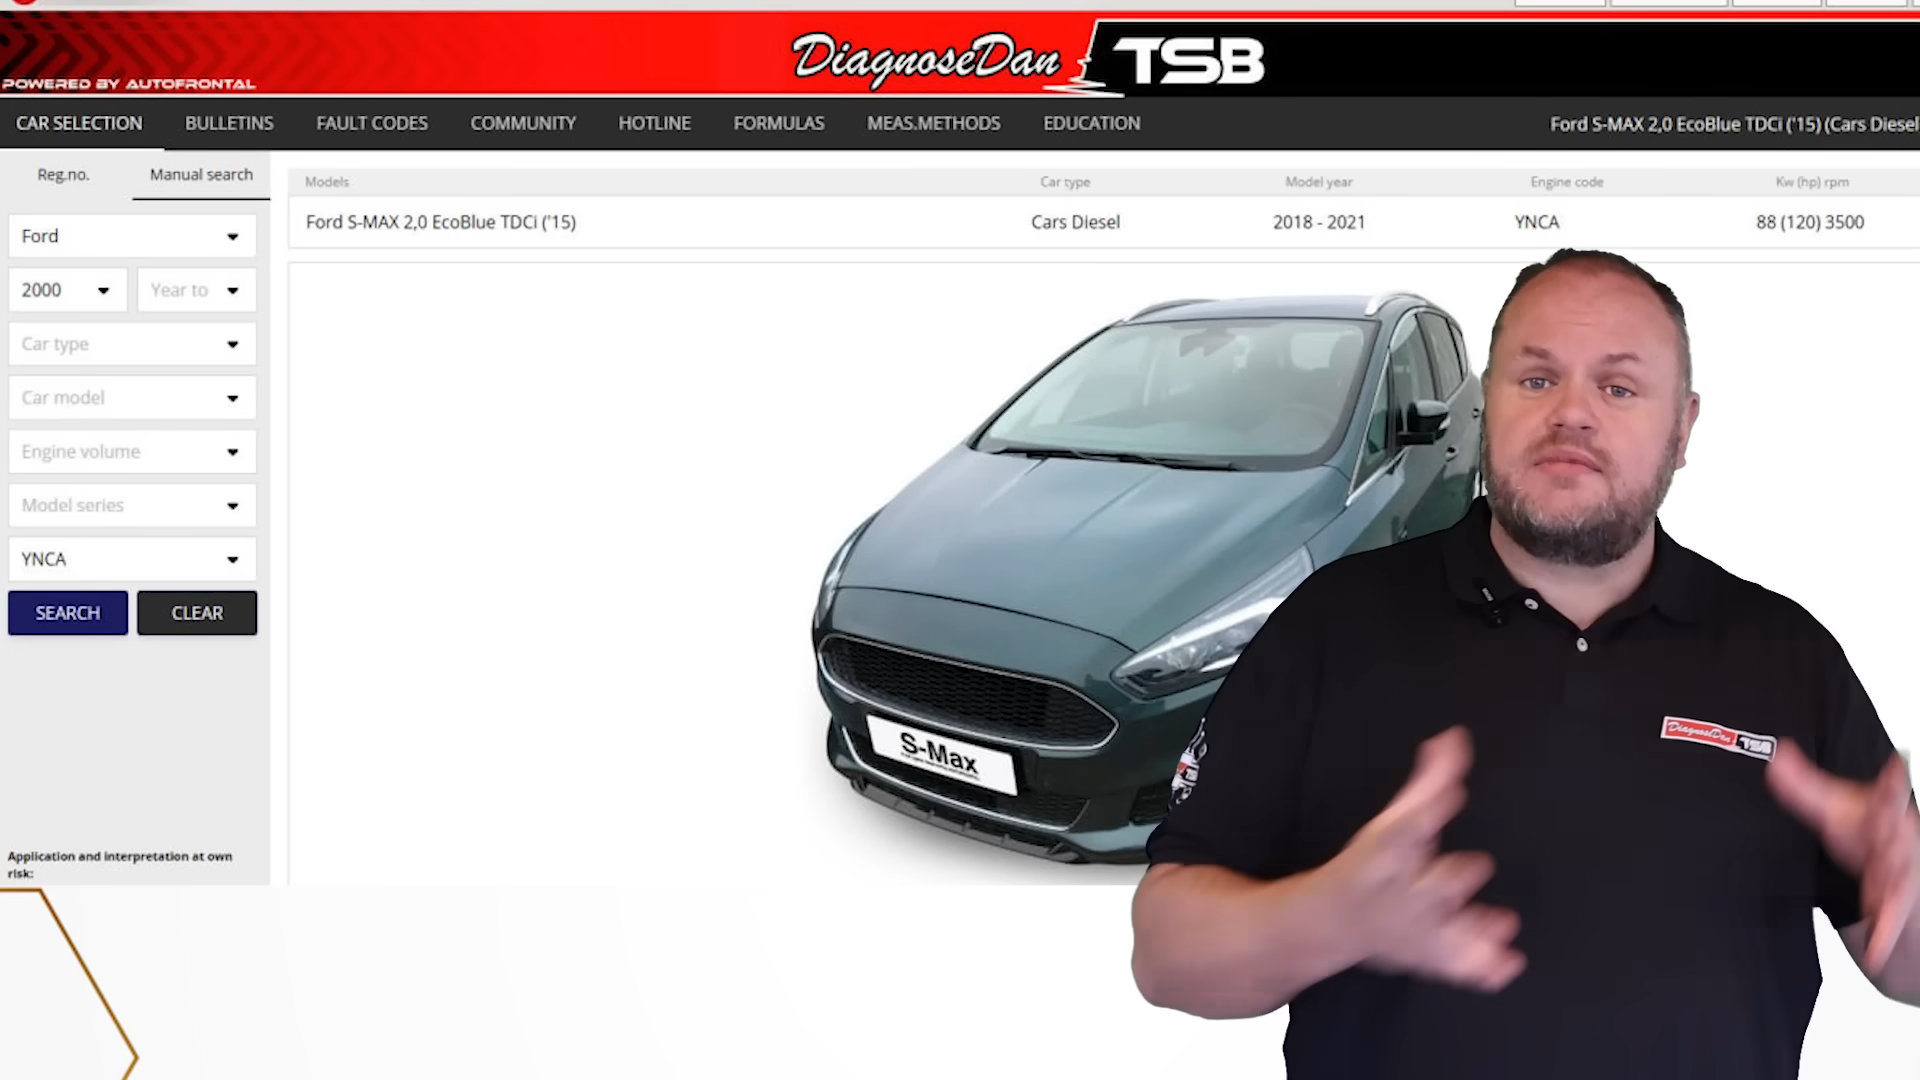 DiagnoseDan TSB
POWERED BY AUTOFRONTAL
CAR SELECTION BULLETINS FAULT CODES COMMUNITY HOTLINE FORMULAS MEAS.METHODS EDUCATION Ford S-MAX 2,0 EcoBlue TDCi ('15) (Cars Diesel
Reg.no. Manual search
Models Car type Model year Engine code Kw (hp) rpm
Ford S-MAX 2,0 EcoBlue TDCi ('15) Cars Diesel 2018 - 2021 YNCA 88 (120) 3500
Ford
2000 Year to
Car type
Car model
Engine volume
Model series
YNCA
SEARCH CLEAR
S-Max
DiagnoseDan TSB
Application and interpretation at own
risk: